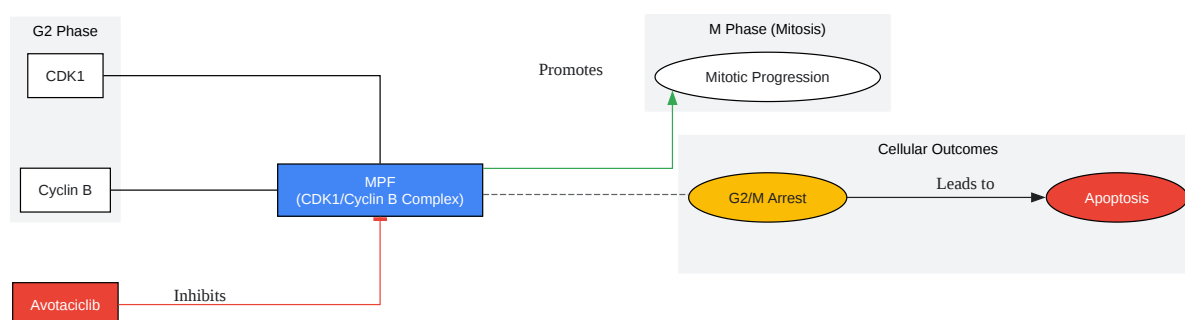 G2 Phase
CDK1
Cyclin B
Avotaciclib
Inhibits
MPF
(CDK1/Cyclin B Complex)
Promotes
M Phase (Mitosis)
Mitotic Progression
Cellular Outcomes
G2/M Arrest
Leads to
Apoptosis